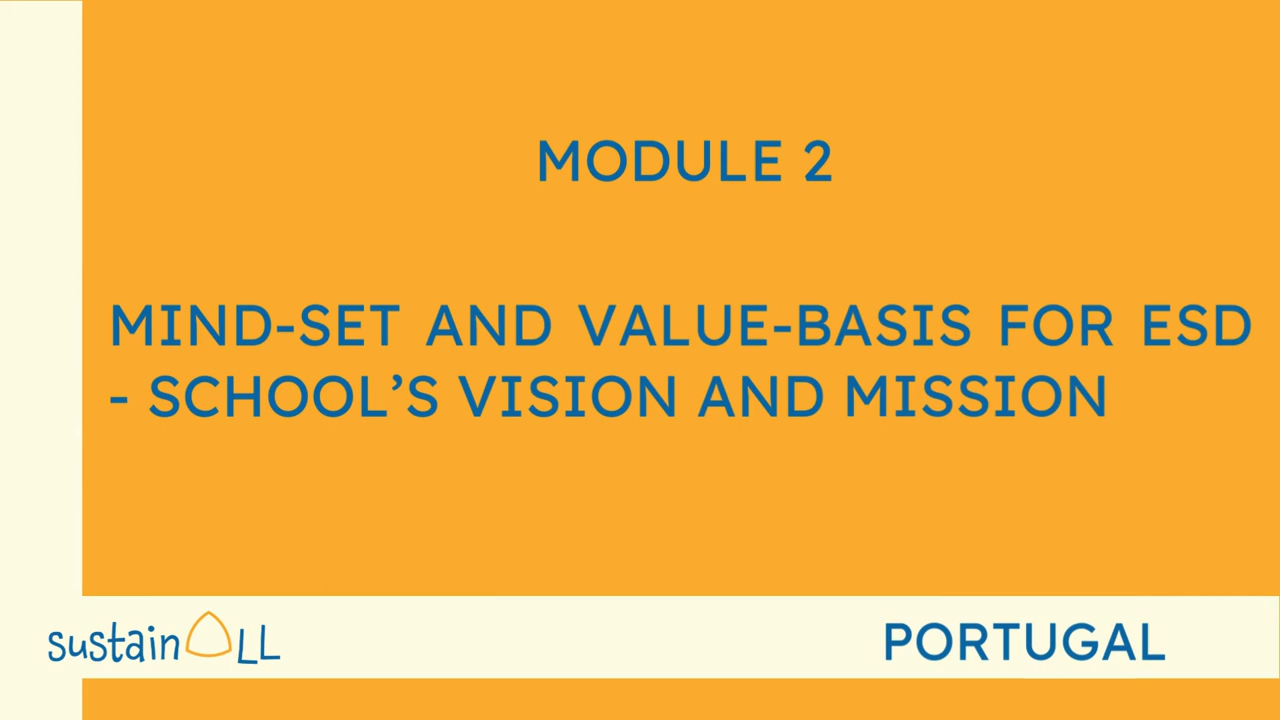 MODULE 2
MIND-SET AND VALUE-BASIS FOR ESD
- SCHOOL’S VISION AND MISSION
sustainALL
PORTUGAL